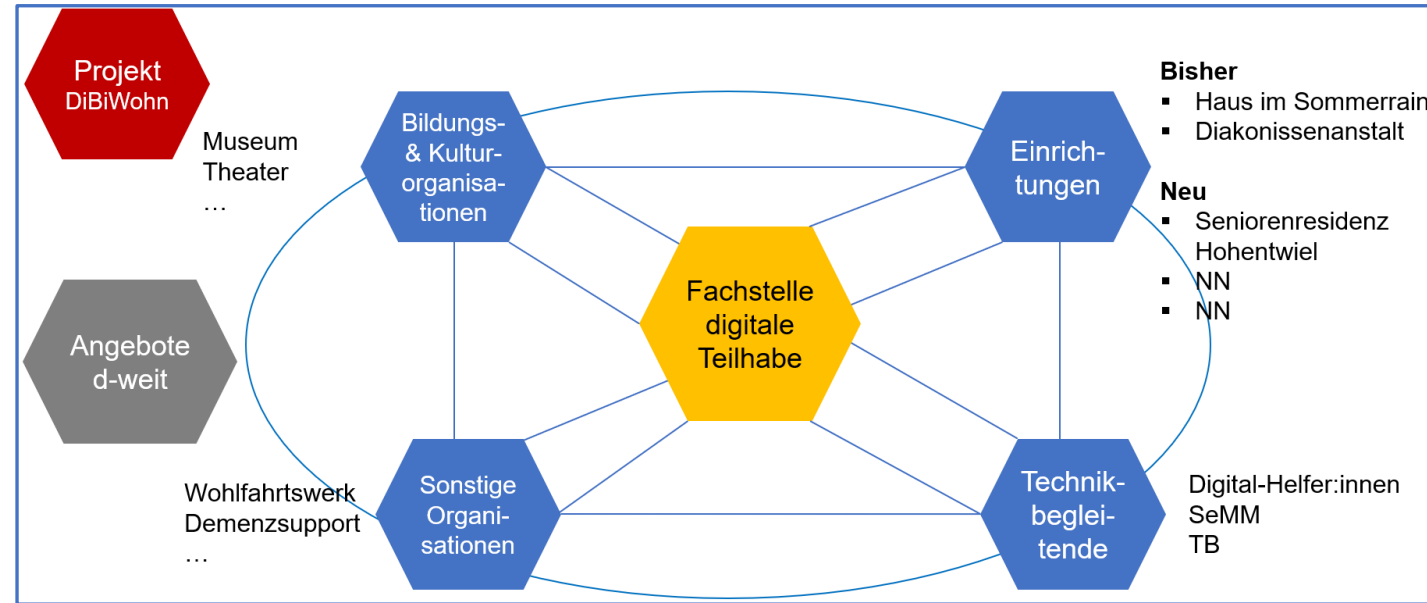 Projekt
DiBiWohn
Museum
Theater
…
Bildungs-
& Kultur-
organisa-
tionen
Einrich-
tungen
Bisher
▪ Haus im Sommerrain
▪ Diakonissenanstalt
Neu
▪ Seniorenresidenz
Hohentwiel
▪ NN
▪ NN
Fachstelle
digitale
Teilhabe
Angebote
d-weit
Wohlfahrtswerk
Demenzsupport
…
Sonstige
Organi-
sationen
Technik-
beglei-
tende
Digital-Helfer:innen
SeMM
TB